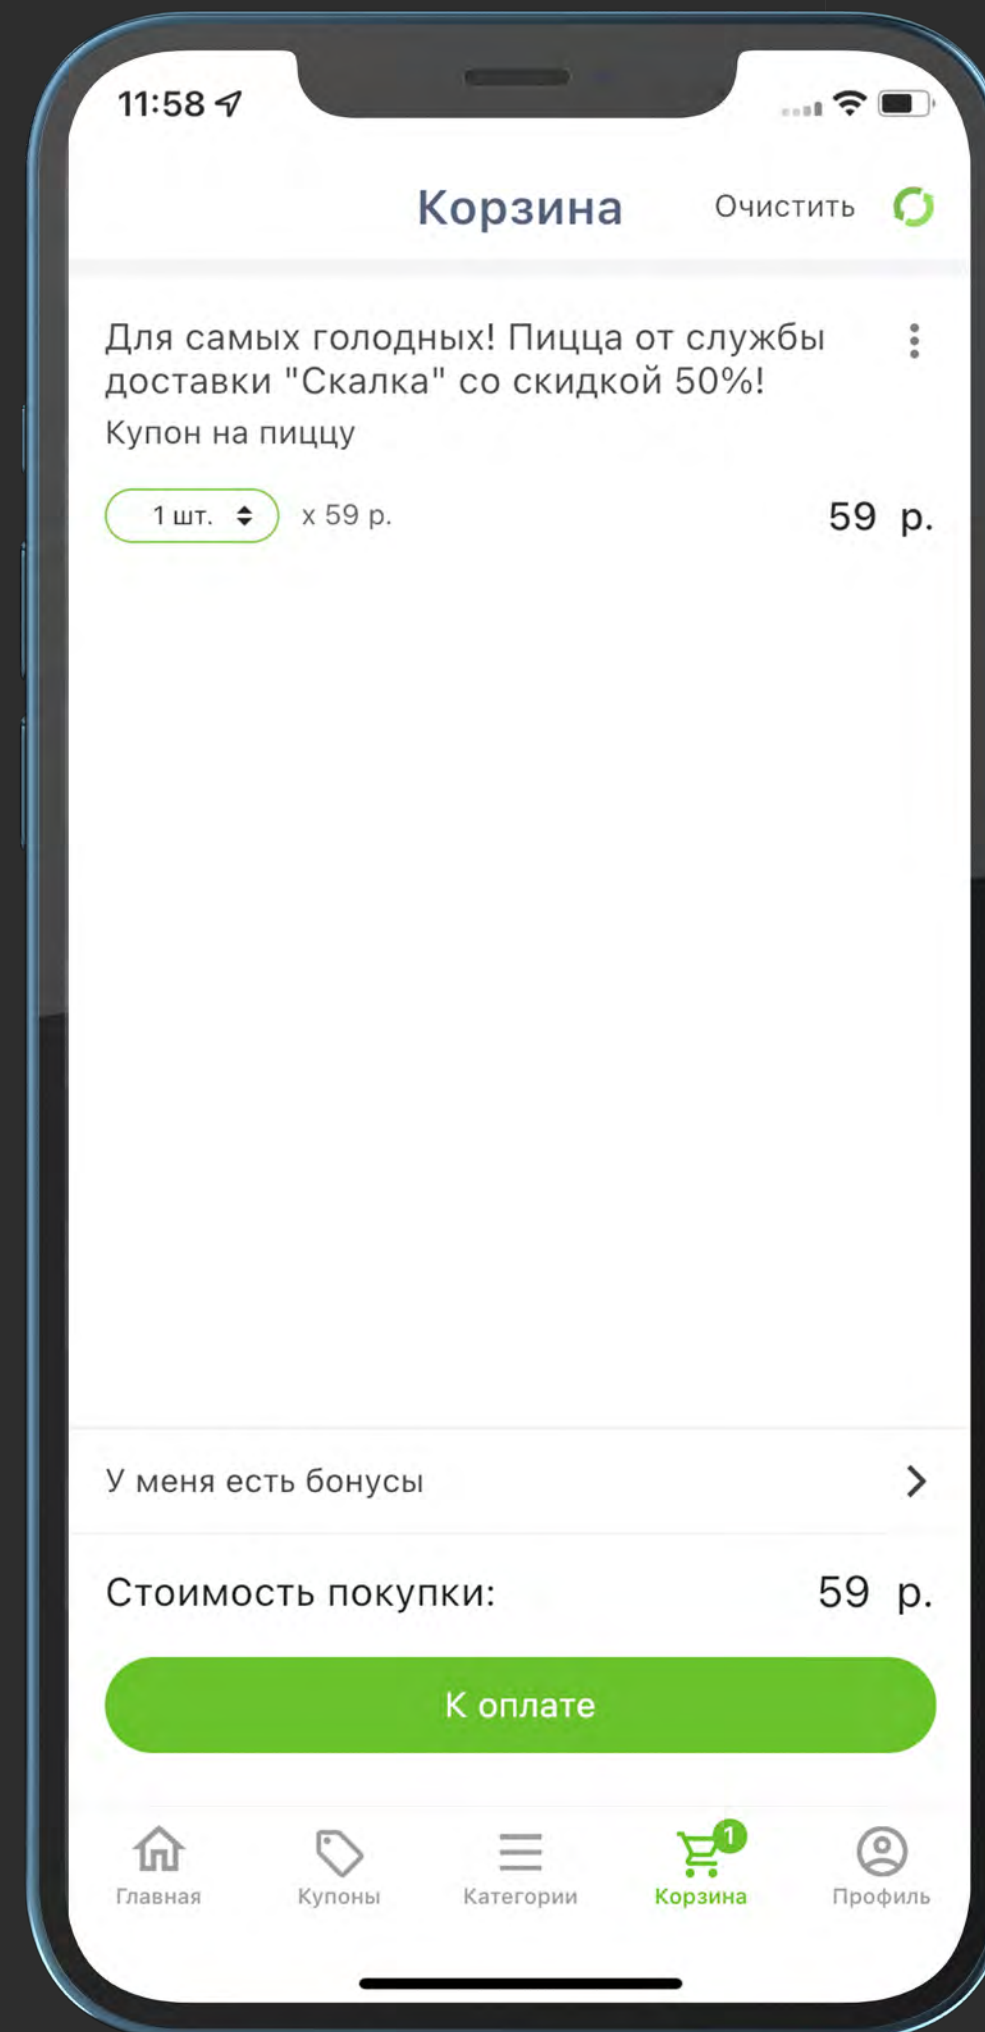 11:58
Корзина
Очистить
Для самых голодных! Пицца от службы
доставки "Скалка" со скидкой 50%!
Купон на пиццу
1 шт. x 59 р. 59 р.
У меня есть бонусы
Стоимость покупки: 59 р.
К оплате
1
Главная Купоны Категории Корзина Профиль